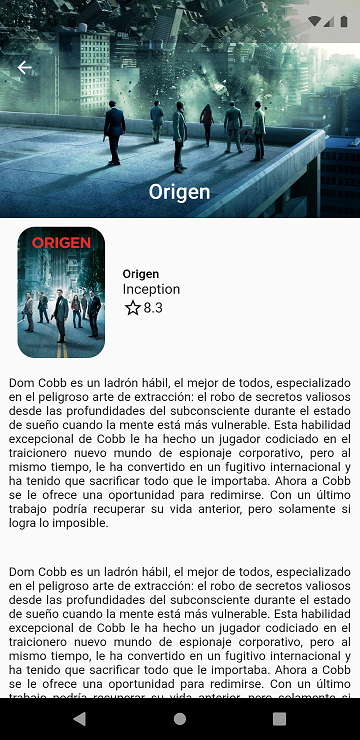 Origen
ORIGEN
Origen
Inception
8.3
Dom Cobb es un ladrón hábil, el mejor de todos, especializado
en el peligroso arte de extracción: el robo de secretos valiosos
desde las profundidades del subconsciente durante el estado
de sueño cuando la mente está más vulnerable. Esta habilidad
excepcional de Cobb le ha hecho un jugador codiciado en el
traicionero nuevo mundo de espionaje corporativo, pero al
mismo tiempo, le ha convertido en un fugitivo internacional y
ha tenido que sacrificar todo que le importaba. Ahora a Cobb
se le ofrece una oportunidad para redimirse. Con un último
trabajo podría recuperar su vida anterior, pero solamente si
logra lo imposible.
Dom Cobb es un ladrón hábil, el mejor de todos, especializado
en el peligroso arte de extracción: el robo de secretos valiosos
desde las profundidades del subconsciente durante el estado
de sueño cuando la mente está más vulnerable. Esta habilidad
excepcional de Cobb le ha hecho un jugador codiciado en el
traicionero nuevo mundo de espionaje corporativo, pero al
mismo tiempo, le ha convertido en un fugitivo internacional y
ha tenido que sacrificar todo que le importaba. Ahora a Cobb
se le ofrece una oportunidad para redimirse. Con un último
trabajo podría recuperar su vida anterior, pero solamente si